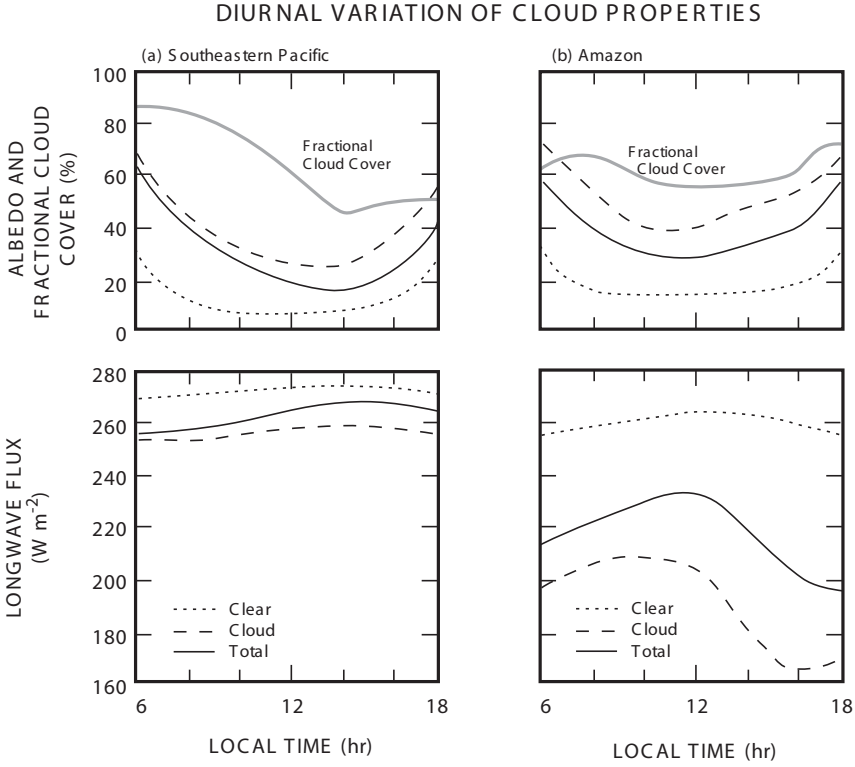 DIURNAL VARIATION OF CLOUD PROPERTIES
(a) Southeastern Pacific
(b) Amazon
ALBEDO AND
FRACTIONAL CLOUD
COVER (%)
100
80
60
40
20
0
Fractional
Cloud Cover
Fractional
Cloud Cover
LONGWAVE FLUX
(W m-2)
280
260
240
220
200
180
160
Clear
Cloud
Total
Clear
Cloud
Total
6 12 18
6 12 18
LOCAL TIME (hr)
LOCAL TIME (hr)